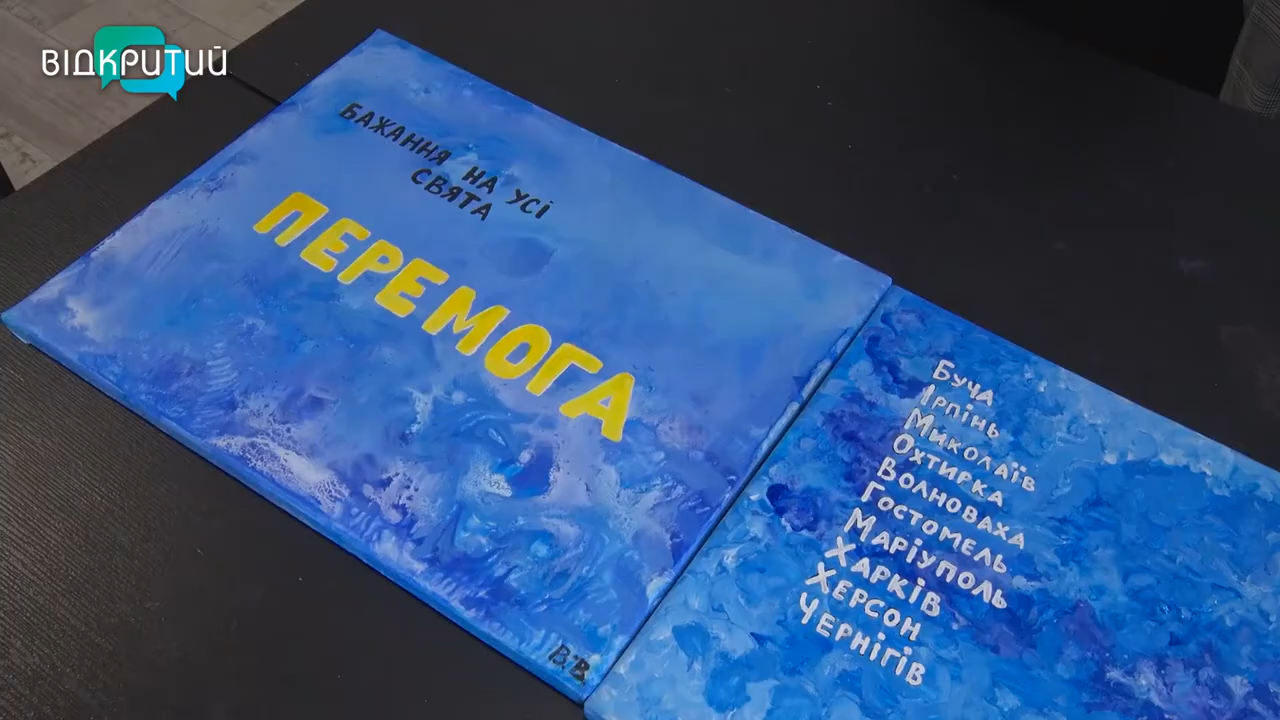 ВІДКРИТИЙ
БАЖАННЯ НА УСІ
СВЯТА
ПЕРЕМОГА
В.В
Буча
Ірпінь
Миколаїв
Охтирка
Волноваха
Гостомель
Маріуполь
Харків
Херсон
Чернігів